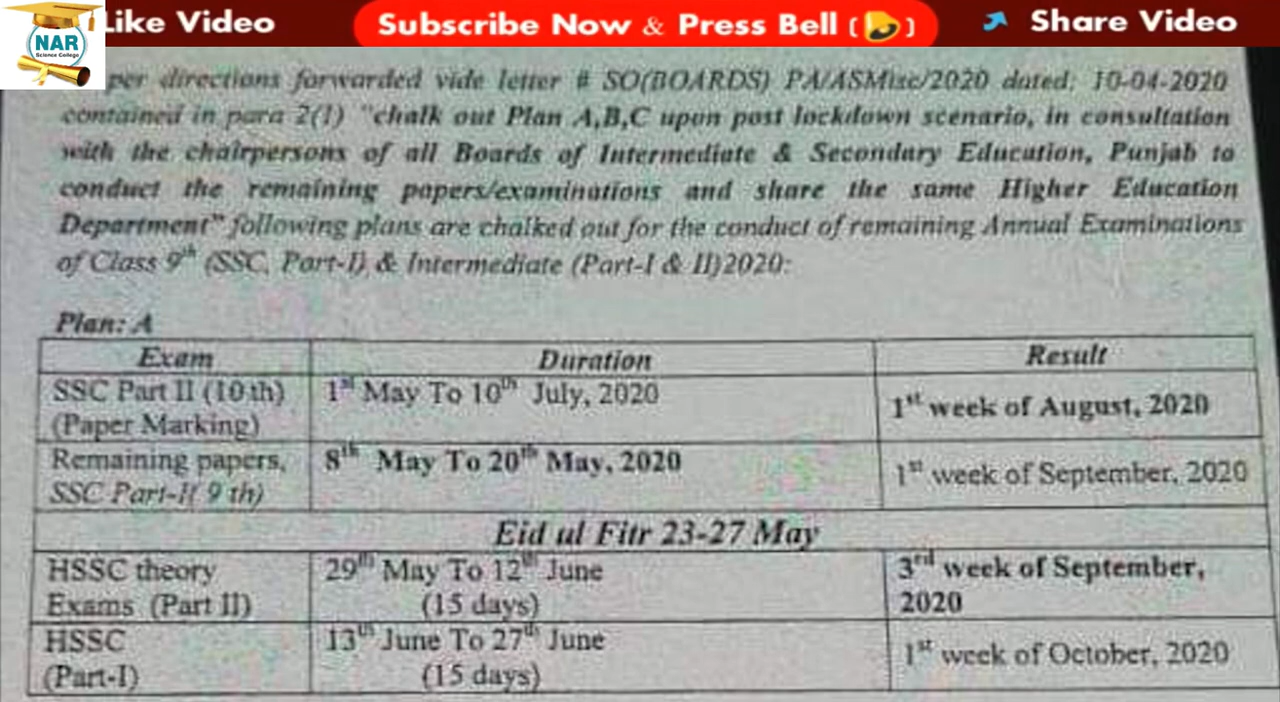 Like Video
Subscribe Now & Press Bell ( )
Share Video
NAR
Science College
per directions forwarded vide letter # SO(BOARDS) PA/ASMisc/2020 dated; 10-04-2020
contained in para 2(1) "chalk out Plan A,B,C upon post lockdown scenario, in consultation
with the chairpersons of all Boards of Intermediate & Secondary Education, Punjab to
conduct the remaining papers/examinations and share the same Higher Education
Department" following plans are chalked out for the conduct of remaining Annual Examinations
of Class 9th (SSC, Part-I) & Intermediate (Part-I & II)2020:
Plan: A
Exam Duration Result
SSC Part II (10 th) 1st May To 10th July, 2020 1st week of August, 2020
(Paper Marking)
Remaining papers, 8th May To 20th May, 2020 1st week of September, 2020
SSC Part-I( 9 th)
Eid ul Fitr 23-27 May
HSSC theory 29th May To 12th June 3rd week of September,
Exams (Part II) (15 days) 2020
HSSC 13th June To 27th June 1st week of October, 2020
(Part-I) (15 days)